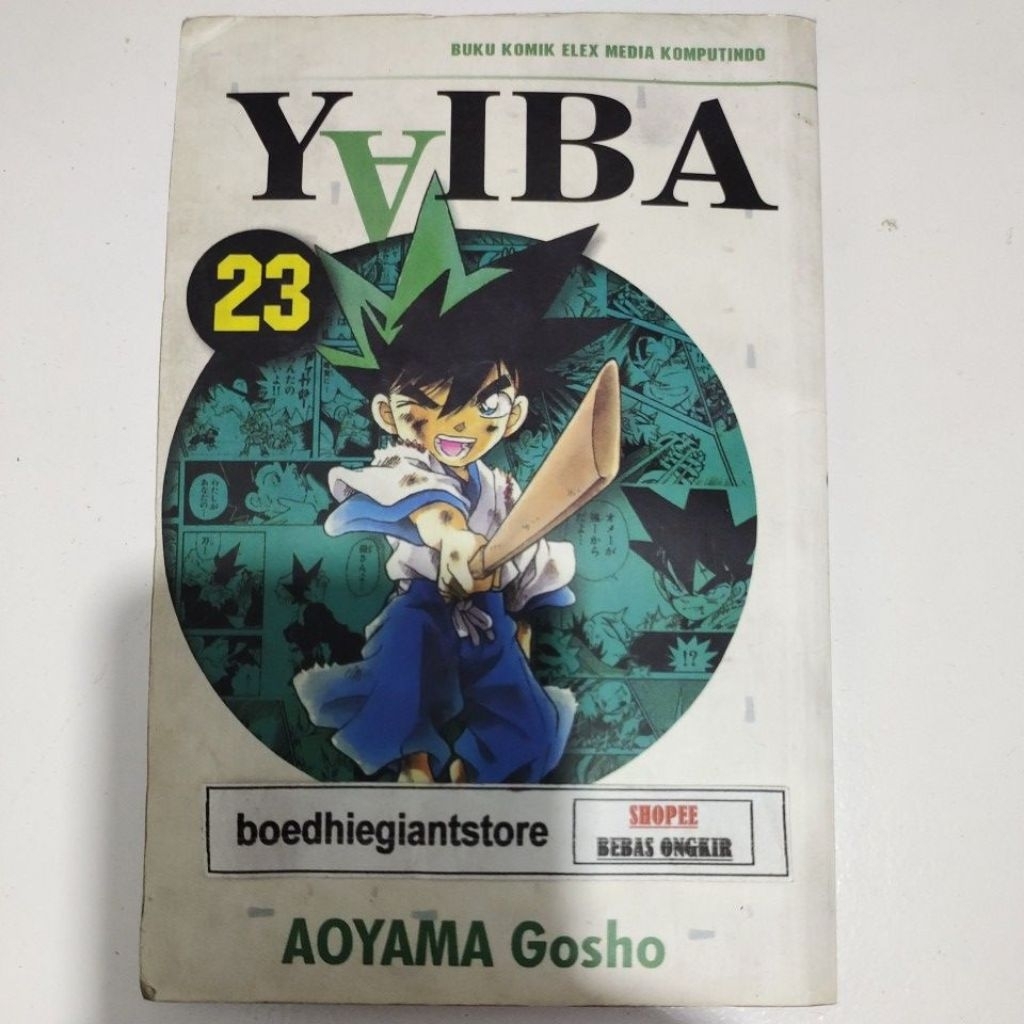 BUKU KOMIK ELEX MEDIA KOMPUTINDO
YAIBA
23
!?
boedhiegiantstore
SHOPEE
BEBAS ONGKIR
AOYAMA Gosho